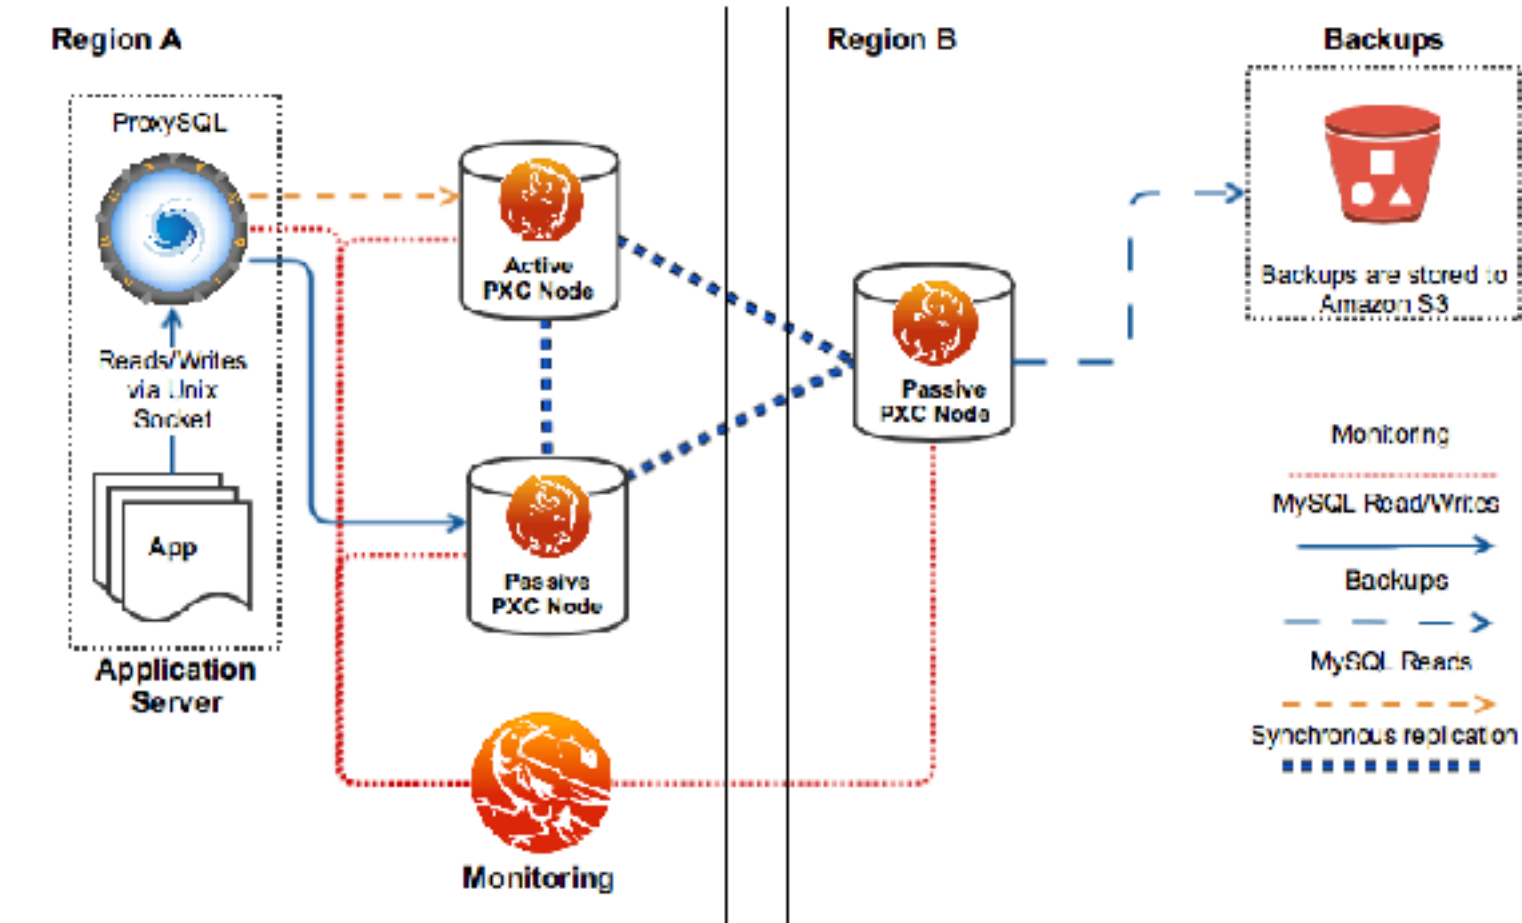 Region A
Region B
Backups
ProxySQL
Reads/Writes
via Unix
Socket
App
Application
Server
Active
PXC Node
Passive
PXC Node
Monitoring
Passive
PXC Node
Backups are stored to
Amazon S3
Monitoring
MySQL Read/Writes
Backups
MySQL Reads
Synchronous replication